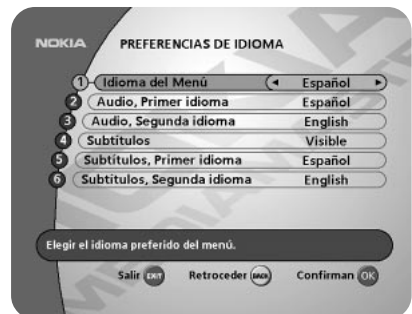 NOKIA PREFERENCIAS DE IDIOMA
1 Idioma del Menú Español
2 Audio, Primer idioma Español
3 Audio, Segunda idioma English
4 Subtítulos Visible
5 Subtítulos, Primer idioma Español
6 Subtítulos, Segunda idioma English
Elegir el idioma preferido del menú.
Salir EXIT Retroceder BACK Confirman OK